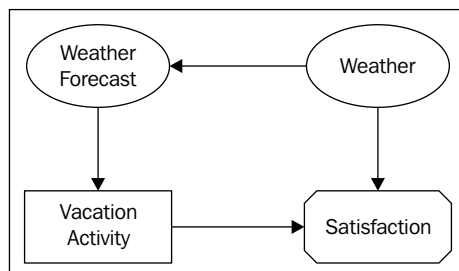 Weather
Forecast
Weather
Vacation
Activity
Satisfaction